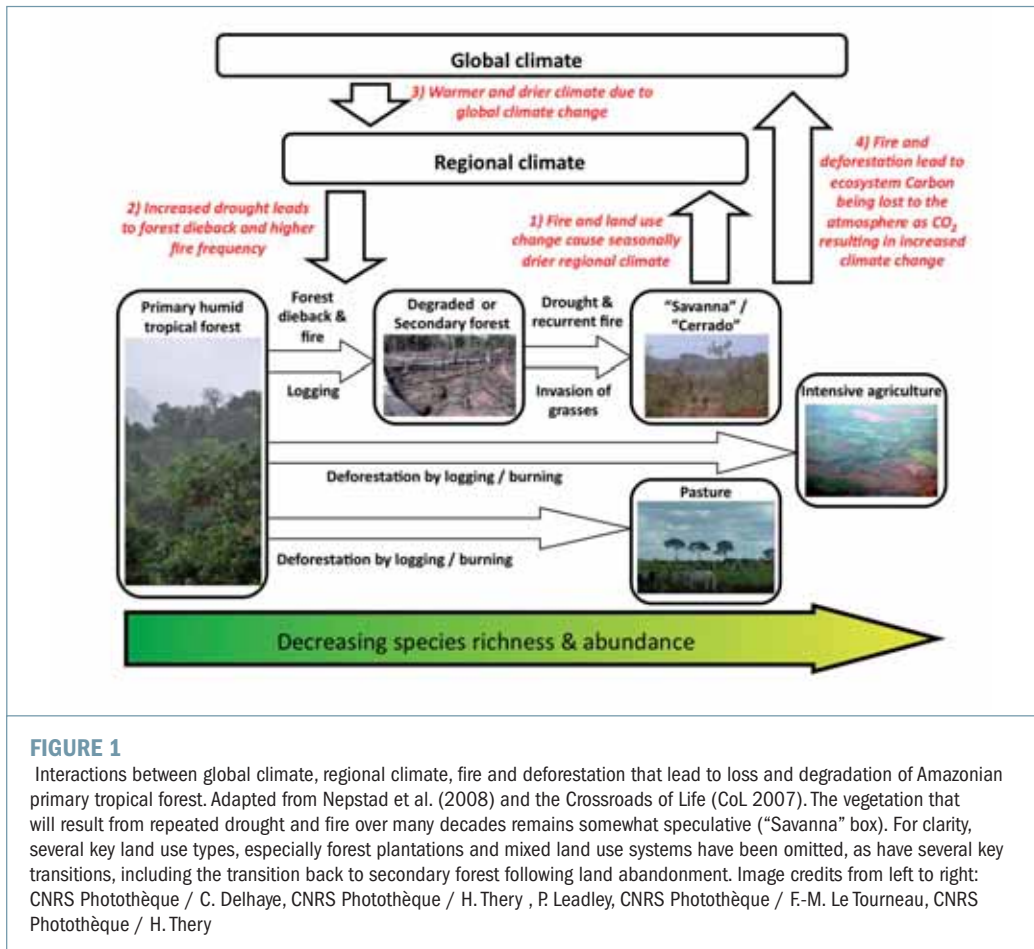 Global climate
3) Warmer and drier climate due to
global climate change
Regional climate
4) Fire and
deforestation lead to
ecosystem Carbon
being lost to the
atmosphere as CO₂
resulting in increased
climate change
2) Increased drought leads
to forest dieback and higher
fire frequency
1) Fire and land use
change cause seasonally
drier regional climate
Primary humid
tropical forest
Forest
dieback &
fire
Logging
Degraded or
Secondary forest
Drought &
recurrent fire
Invasion of
grasses
"Savanna" /
"Cerrado"
Intensive agriculture
Deforestation by logging / burning
Pasture
Deforestation by logging / burning
Decreasing species richness & abundance
FIGURE 1
Interactions between global climate, regional climate, fire and deforestation that lead to loss and degradation of Amazonian
primary tropical forest. Adapted from Nepstad et al. (2008) and the Crossroads of Life (CoL 2007). The vegetation that
will result from repeated drought and fire over many decades remains somewhat speculative (“Savanna” box). For clarity,
several key land use types, especially forest plantations and mixed land use systems have been omitted, as have several key
transitions, including the transition back to secondary forest following land abandonment. Image credits from left to right:
CNRS Photothèque / C. Delhaye, CNRS Photothèque / H. Thery , P. Leadley, CNRS Photothèque / F.-M. Le Tourneau, CNRS
Photothèque / H. Thery